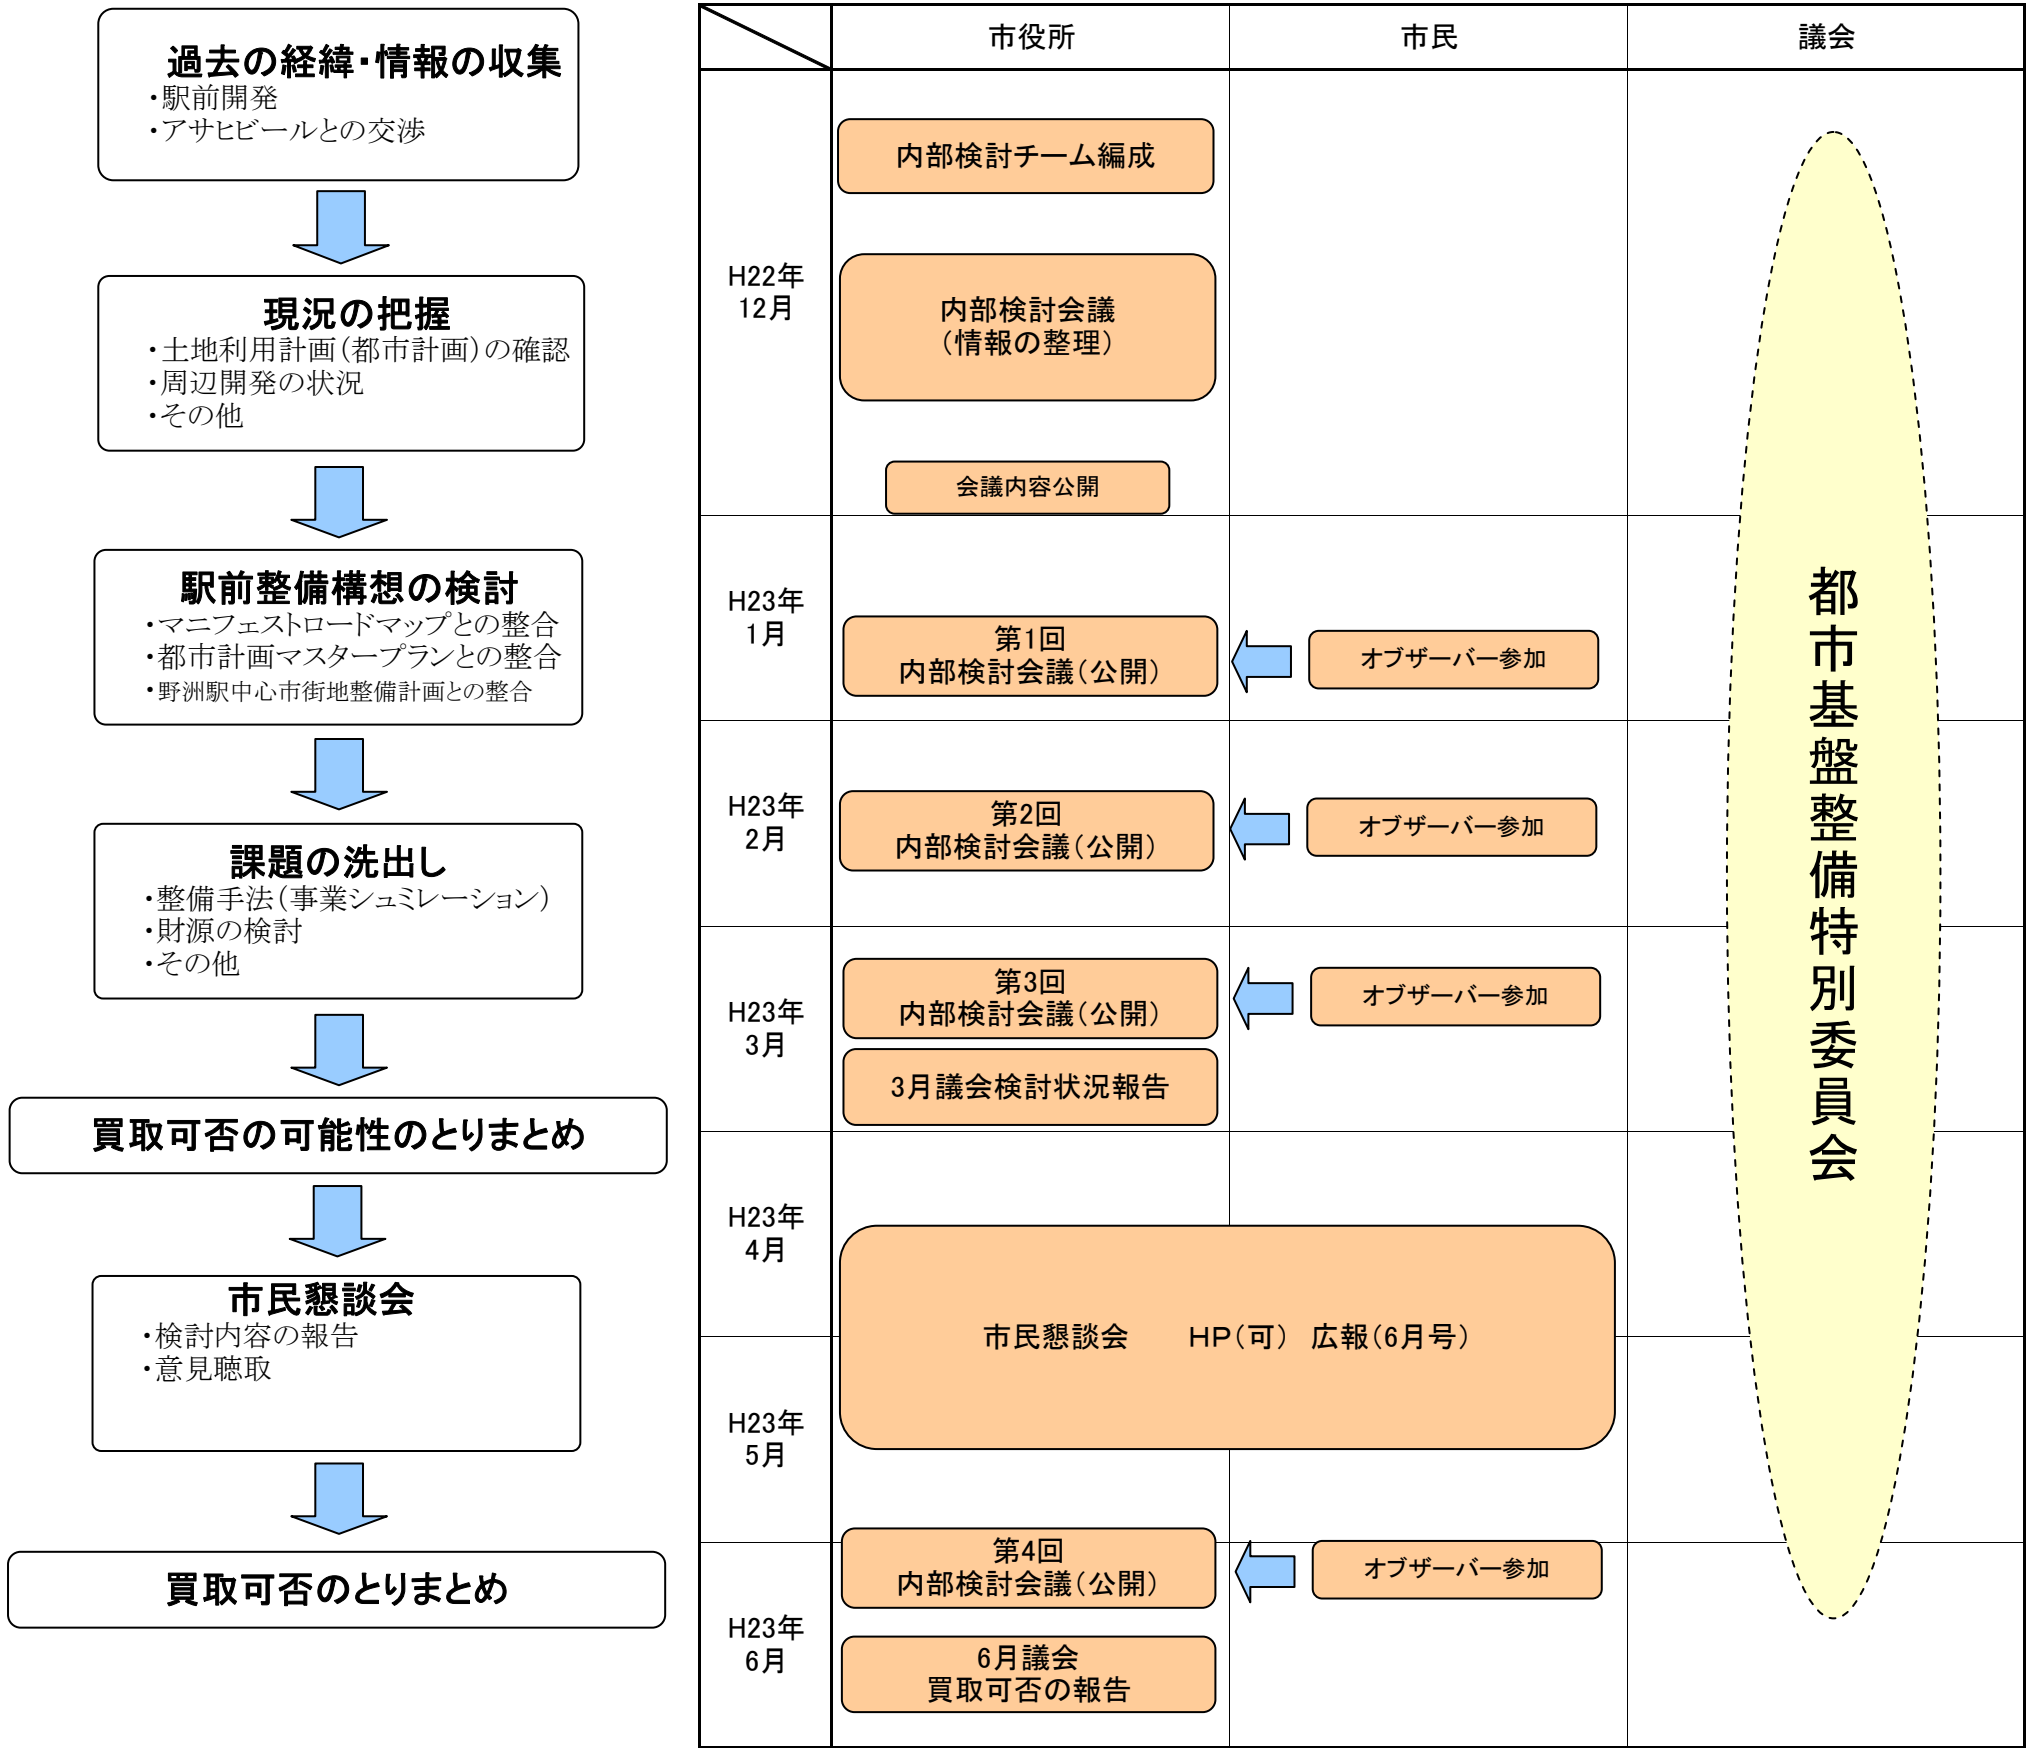 過去の経緯・情報の収集
・駅前開発
・アサヒビールとの交渉
現況の把握
・土地利用計画（都市計画）の確認
・周辺開発の状況
・その他
駅前整備構想の検討
・マニフェストロードマップとの整合
・都市計画マスタープランとの整合
・野洲駅中心市街地整備計画との整合
課題の洗出し
・整備手法（事業シュミレーション）
・財源の検討
・その他
買取可否の可能性のとりまとめ
市民懇談会
・検討内容の報告
・意見聴取
買取可否のとりまとめ
市役所
市民
議会
H22年
12月
内部検討チーム編成
内部検討会議
（情報の整理）
会議内容公開
H23年
1月
第1回
内部検討会議（公開）
オブザーバー参加
H23年
2月
第2回
内部検討会議（公開）
オブザーバー参加
H23年
3月
第3回
内部検討会議（公開）
オブザーバー参加
3月議会検討状況報告
H23年
4月
市民懇談会　　HP（可）　広報（6月号）
H23年
5月
第4回
内部検討会議（公開）
オブザーバー参加
H23年
6月
6月議会
買取可否の報告
都市基盤整備特別委員会